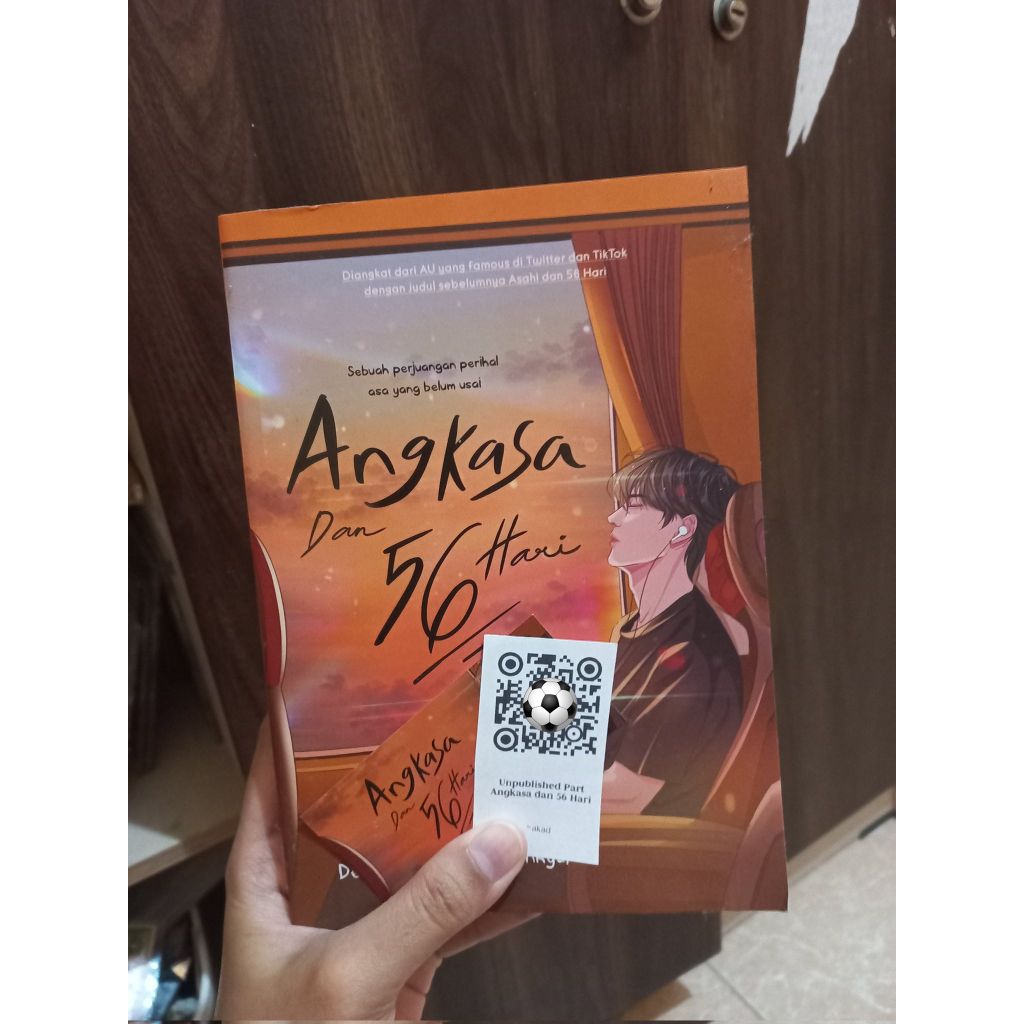 Diangkat dari AU yang famous di Twitter dan TikTok
dengan judul sebelumnya Asahi dan 56 Hari
Sebuah perjuangan perihal
asa yang belum usai
Angkasa
Dan
56 Hari
Angkasa
Dan
56 Hari
Unpublished Part
Angkasa dan 56 Hari
~akad